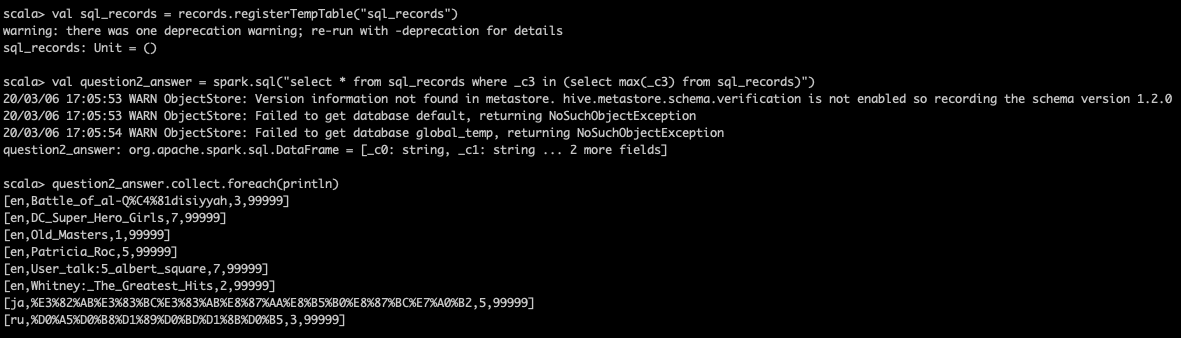 scala> val sql_records = records.registerTempTable("sql_records")
warning: there was one deprecation warning; re-run with -deprecation for details
sql_records: Unit = ()
scala> val question2_answer = spark.sql("select * from sql_records where _c3 in (select max(_c3) from sql_records)")
20/03/06 17:05:53 WARN ObjectStore: Version information not found in metastore. hive.metastore.schema.verification is not enabled so recording the schema version 1.2.0
20/03/06 17:05:53 WARN ObjectStore: Failed to get database default, returning NoSuchObjectException
20/03/06 17:05:54 WARN ObjectStore: Failed to get database global_temp, returning NoSuchObjectException
question2_answer: org.apache.spark.sql.DataFrame = [_c0: string, _c1: string ... 2 more fields]
scala> question2_answer.collect.foreach(println)
[en,Battle_of_al-Q%C4%81disiyyah,3,99999]
[en,DC_Super_Hero_Girls,7,99999]
[en,Old_Masters,1,99999]
[en,Patricia_Roc,5,99999]
[en,User_talk:5_albert_square,7,99999]
[en,Whitney:_The_Greatest_Hits,2,99999]
[ja,%E3%82%AB%E3%83%BC%E3%83%AB%E8%87%AA%E8%B5%B0%E8%87%BC%E7%A0%B2,5,99999]
[ru,%D0%A5%D0%B8%D1%89%D0%BD%D1%8B%D0%B5,3,99999]